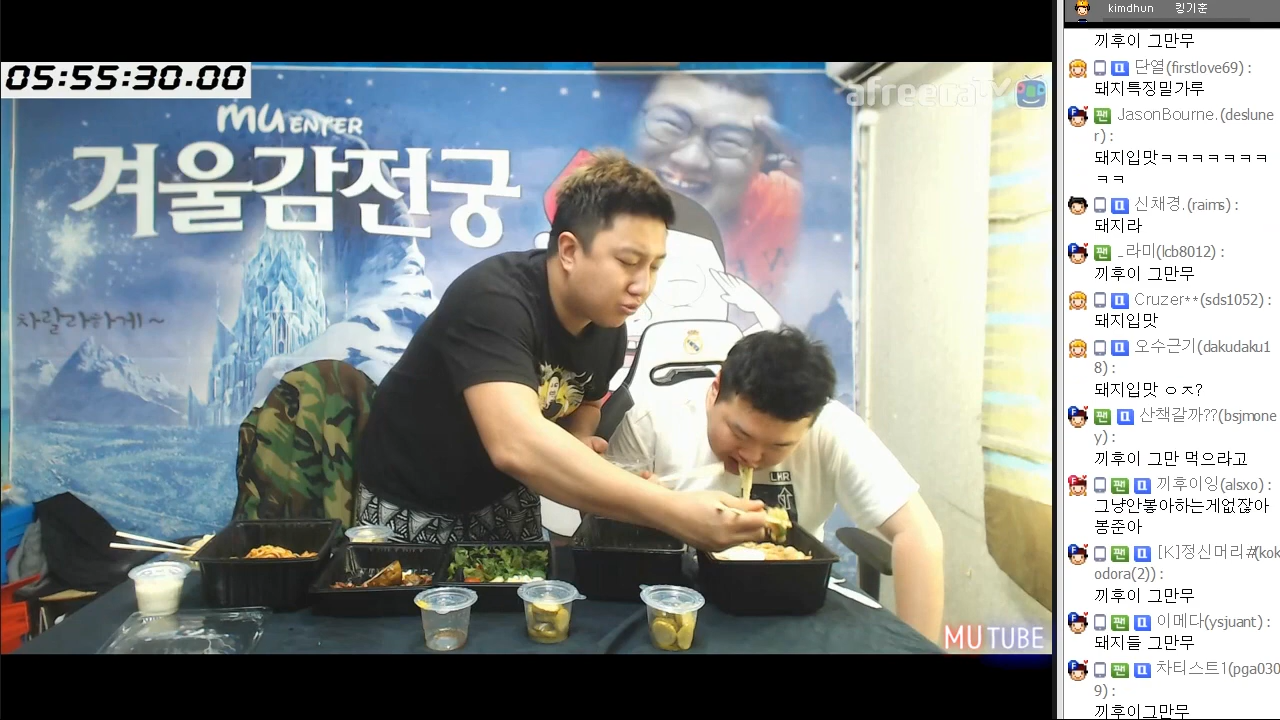 05:55:30.00
afreecaTV
MU ENTER
겨울감전궁
차랄라하게~
LMR
MUTUBE
kimdhun 킹기훈
끼후이 그만무
단열(firstlove69) :
돼지특징밀가루
JasonBourne.(deslune
r) :
돼지입맛ㅋㅋㅋㅋㅋㅋㅋ
ㅋㅋ
신채경.(raims) :
돼지라
_라미(lcb8012) :
끼후이 그만무
Cruzer**(sds1052) :
돼지입맛
오수근기(dakudaku1
8) :
돼지입맛 ㅇㅈ?
산책갈까??(bsjmone
y) :
끼후이 그만 먹으라고
끼후이잉(alsxo) :
그냥안봏아하는게없잖아
봉준아
[K]정신머리#(kok
odora(2)) :
끼후이 그만무
이메다(ysjuant) :
돼지들 그만무
차티스트1(pga030
9) :
끼후이그만무